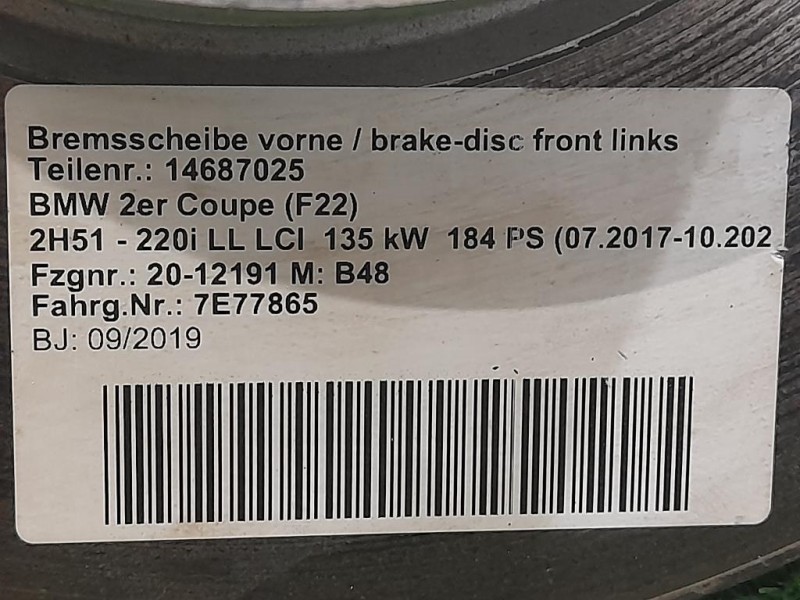 Bremsscheibe vorne / brake-disc front links
Teilenr.: 14687025
BMW 2er Coupe (F22)
2H51 - 220i LL LCI 135 kW 184 PS (07.2017-10.202
Fzgnr.: 20-12191 M: B48
Fahrg.Nr.: 7E77865
BJ: 09/2019